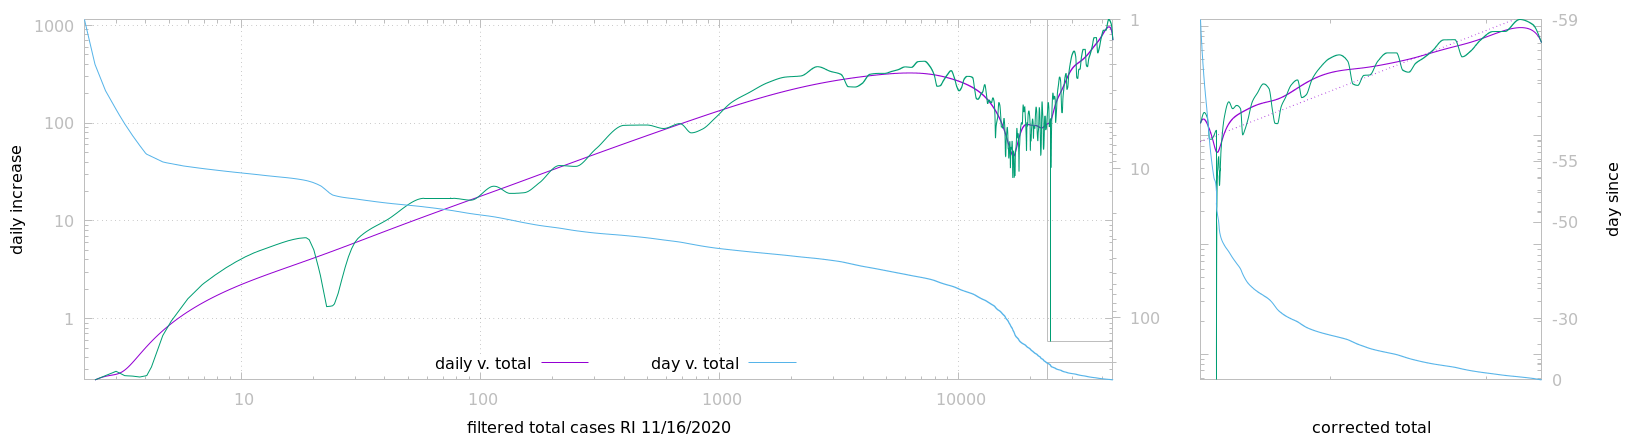 1000
100
10
1
daily increase
10
100
1000
10000
filtered total cases RI 11/16/2020
daily v. total
day v. total
1
10
100
-59
-55
-50
-30
0
day since
corrected total